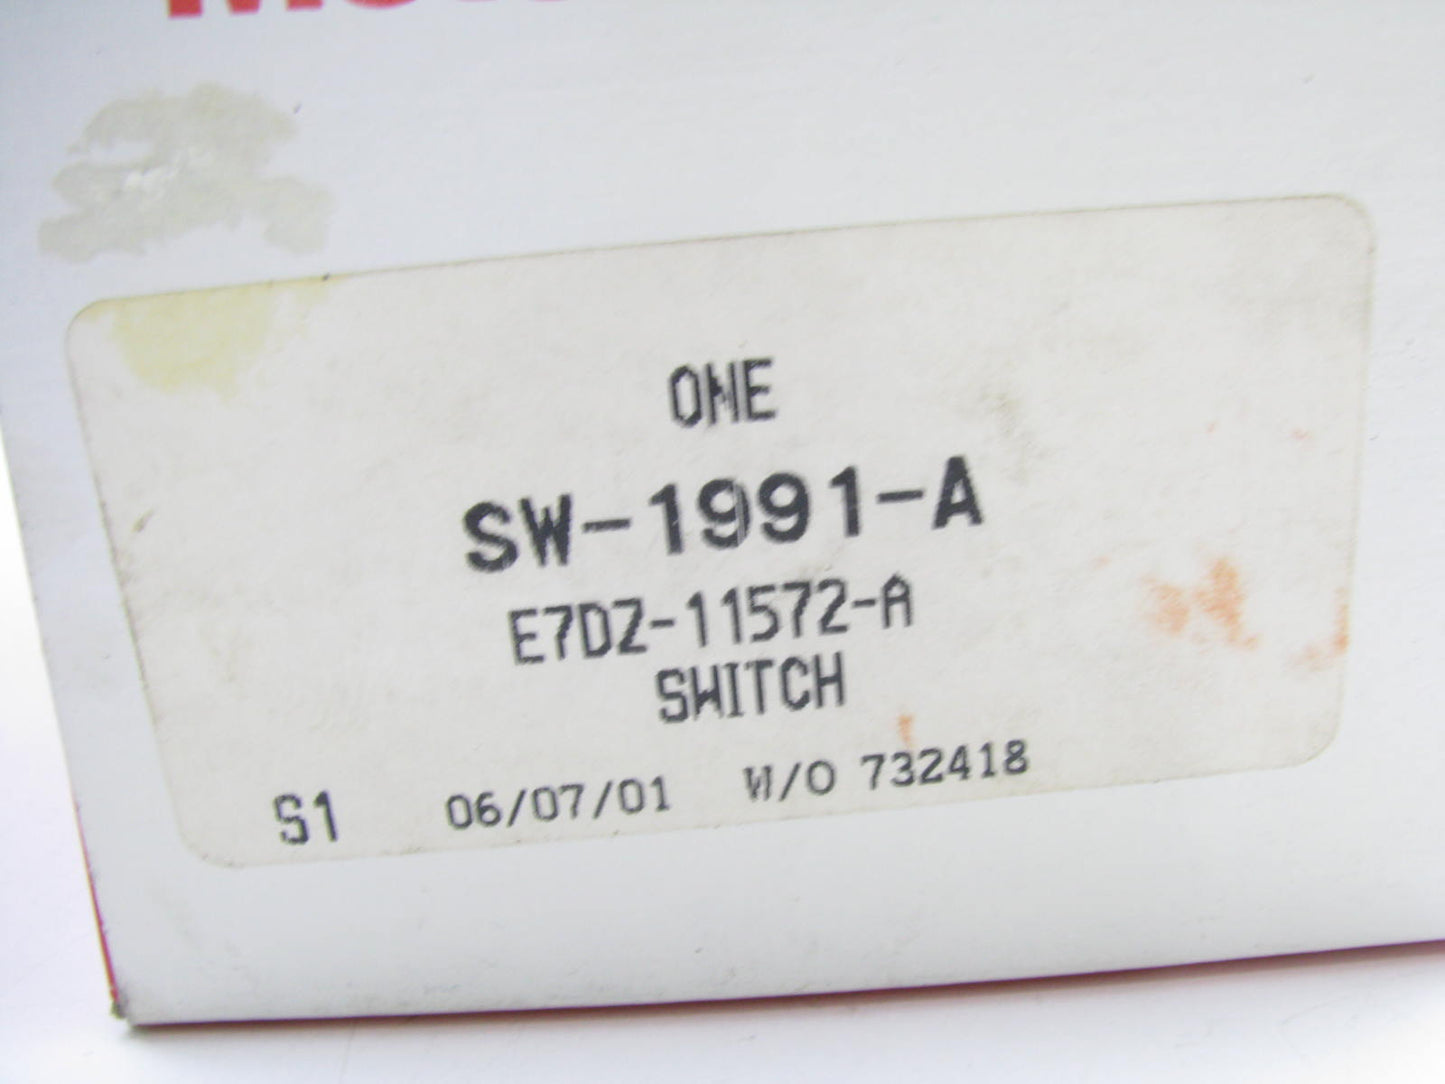 ONE
SW-1991-A
E7DZ-11572-A
SWITCH
S1 06/07/01 W/O 732418